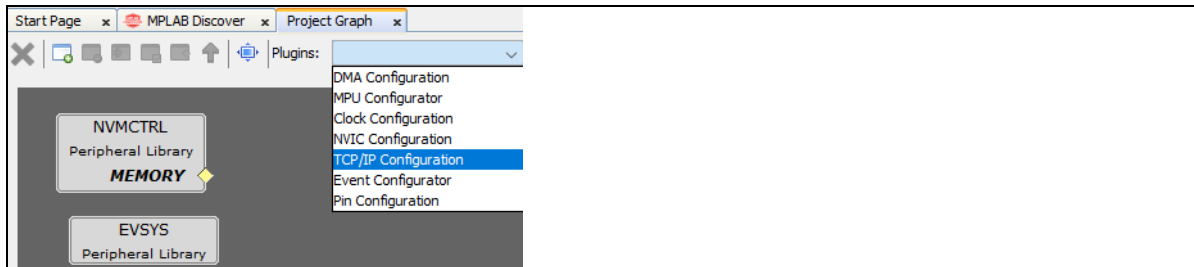 Start Page x MPLAB Discover x Project Graph x
Plugins:
DMA Configuration
MPU Configurator
Clock Configuration
NVIC Configuration
TCP/IP Configuration
Event Configurator
Pin Configuration
NVMCTRL
Peripheral Library
MEMORY
EVSYS
Peripheral Library